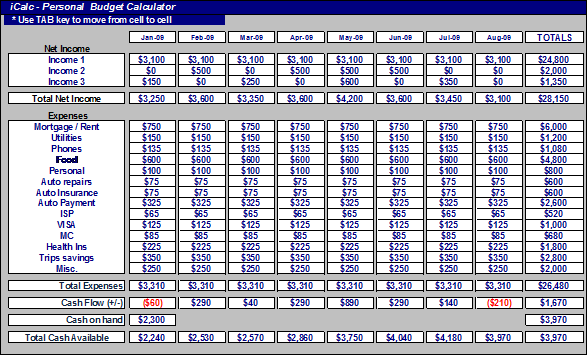 iCalc - Personal Budget Calculator
* Use TAB key to move from cell to cell
Jan-09 Feb-09 Mar-09 Apr-09 May-09 Jun-09 Jul-09 Aug-09 TOTALS
Net Income
Income 1 $3,100 $3,100 $3,100 $3,100 $3,100 $3,100 $3,100 $3,100 $24,800
Income 2 $0 $500 $0 $500 $500 $500 $0 $0 $2,000
Income 3 $150 $0 $250 $0 $600 $0 $350 $0 $1,350
Total Net Income $3,250 $3,600 $3,350 $3,600 $4,200 $3,600 $3,450 $3,100 $28,150
Expenses
Mortgage / Rent $750 $750 $750 $750 $750 $750 $750 $750 $6,000
Utilities $150 $150 $150 $150 $150 $150 $150 $150 $1,200
Phones $135 $135 $135 $135 $135 $135 $135 $135 $1,080
Food $600 $600 $600 $600 $600 $600 $600 $600 $4,800
Personal $100 $100 $100 $100 $100 $100 $100 $100 $800
Auto repairs $75 $75 $75 $75 $75 $75 $75 $75 $600
Auto Insurance $75 $75 $75 $75 $75 $75 $75 $75 $600
Auto Payment $325 $325 $325 $325 $325 $325 $325 $325 $2,600
ISP $65 $65 $65 $65 $65 $65 $65 $65 $520
VISA $125 $125 $125 $125 $125 $125 $125 $125 $1,000
MC $85 $85 $85 $85 $85 $85 $85 $85 $680
Health Ins $225 $225 $225 $225 $225 $225 $225 $225 $1,800
Trips savings $350 $350 $350 $350 $350 $350 $350 $350 $2,800
Misc. $250 $250 $250 $250 $250 $250 $250 $250 $2,000
Total Expenses $3,310 $3,310 $3,310 $3,310 $3,310 $3,310 $3,310 $3,310 $26,480
Cash Flow (+/-) ($60) $290 $40 $290 $890 $290 $140 ($210) $1,670
Cash on hand $2,300 $3,970
Total Cash Available $2,240 $2,530 $2,570 $2,860 $3,750 $4,040 $4,180 $3,970 $3,970